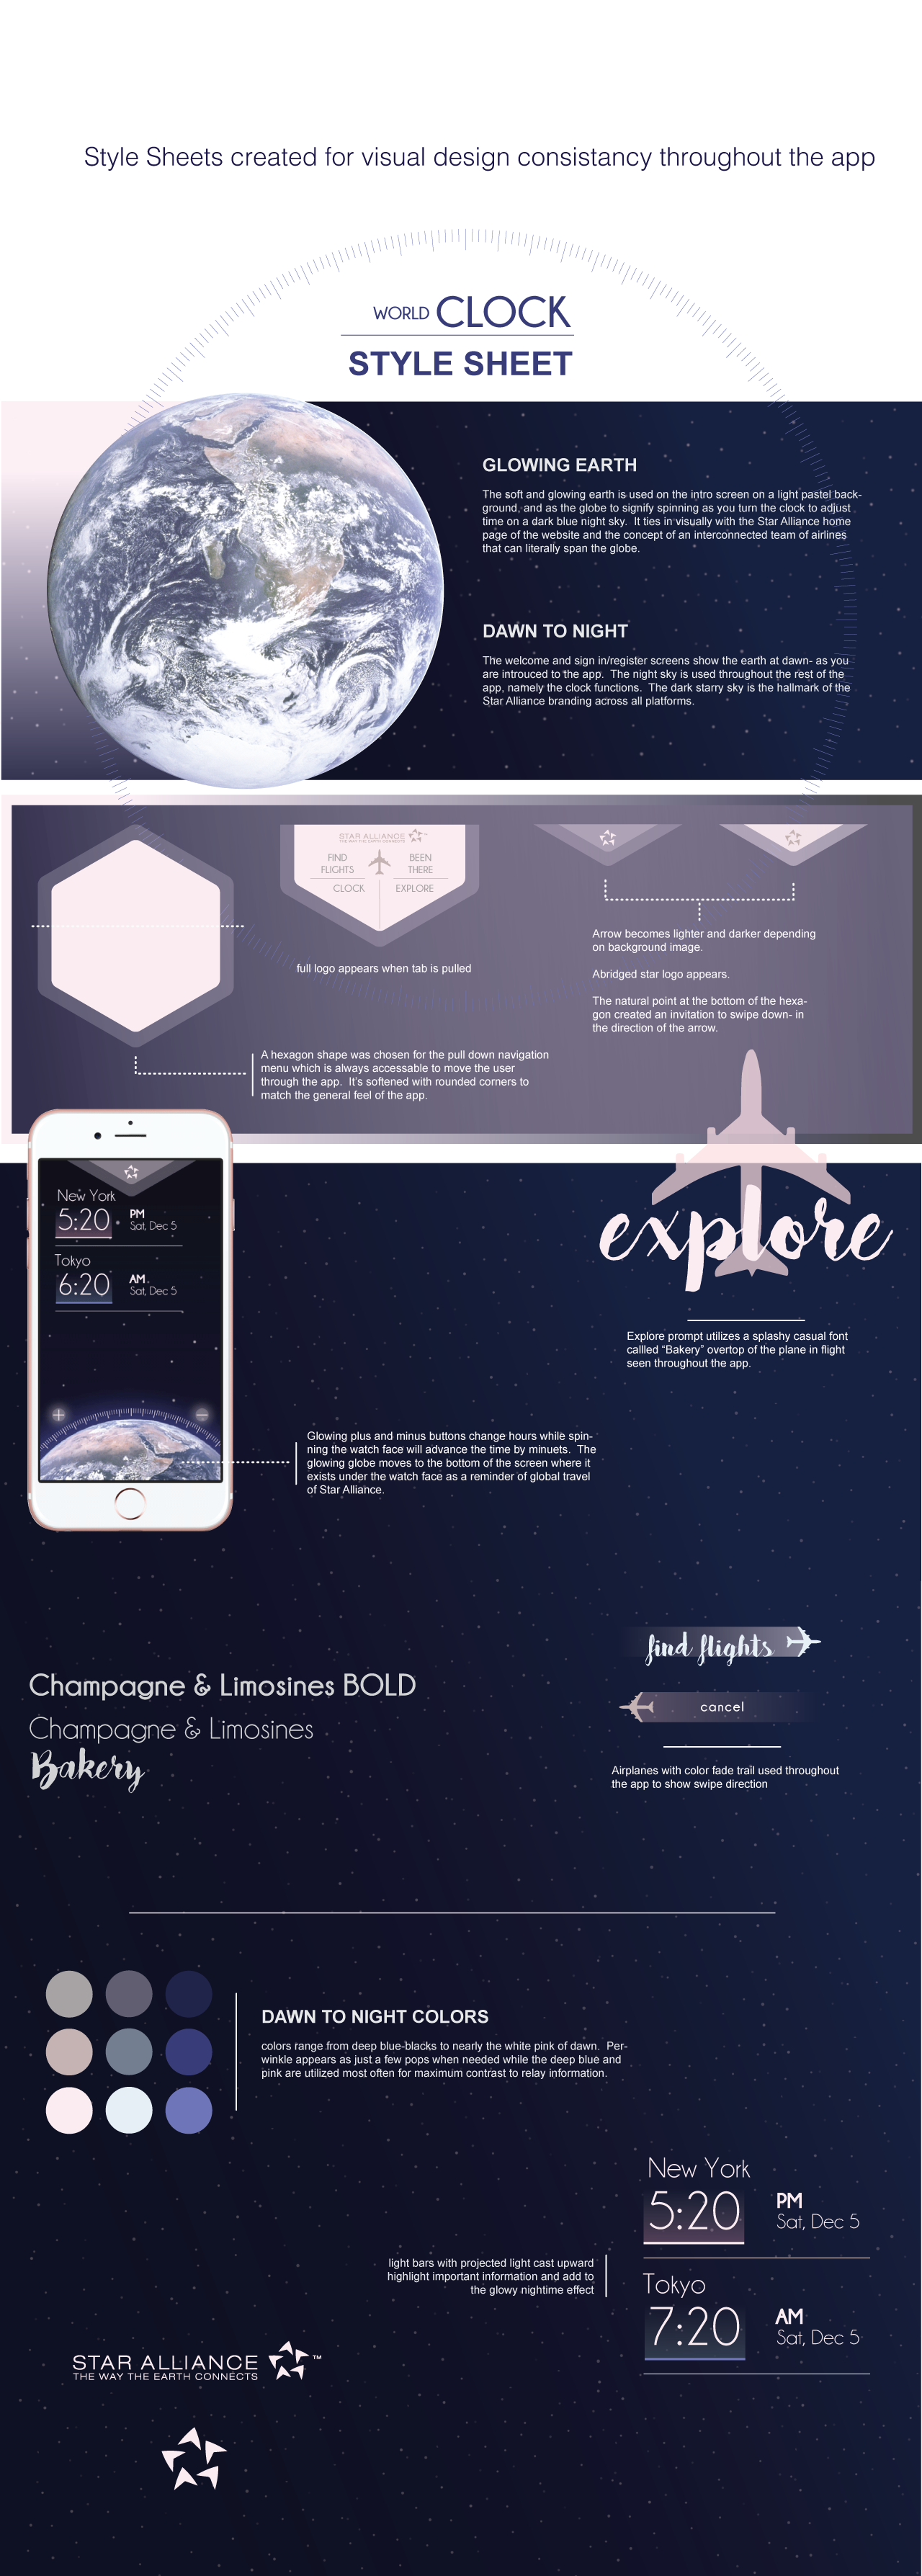 Style Sheets created for visual design consistancy throughout the app
WORLD CLOCK
STYLE SHEET
GLOWING EARTH
The soft and glowing earth is used on the intro screen on a light pastel back-
ground, and as the globe to signify spinning as you turn the clock to adjust
time on a dark blue night sky.  It ties in visually with the Star Alliance home
page of the website and the concept of an interconnected team of airlines
that can literally span the globe.
DAWN TO NIGHT
The welcome and sign in/register screens show the earth at dawn- as you
are introuced to the app.  The night sky is used throughout the rest of the
app, namely the clock functions.  The dark starry sky is the hallmark of the
Star Alliance branding across all platforms.
STAR ALLIANCE
THE WAY THE EARTH CONNECTS
FIND FLIGHTS
BEEN THERE
CLOCK
EXPLORE
full logo appears when tab is pulled
Arrow becomes lighter and darker depending
on background image.
Abridged star logo appears.
The natural point at the bottom of the hexa-
gon created an invitation to swipe down- in
the direction of the arrow.
A hexagon shape was chosen for the pull down navigation
menu which is always accessable to move the user
through the app.  It's softened with rounded corners to
match the general feel of the app.
New York
5:20 PM
Sat, Dec 5
Tokyo
6:20 AM
Sat, Dec 5
explore
Explore prompt utilizes a splashy casual font
callled "Bakery" overtop of the plane in flight
seen throughout the app.
Glowing plus and minus buttons change hours while spin-
ning the watch face will advance the time by minuets.  The
glowing globe moves to the bottom of the screen where it
exists under the watch face as a reminder of global travel
of Star Alliance.
find flights
cancel
Airplanes with color fade trail used throughout
the app to show swipe direction
Champagne & Limosines BOLD
Champagne & Limosines
Bakery
DAWN TO NIGHT COLORS
colors range from deep blue-blacks to nearly the white pink of dawn.  Per-
winkle appears as just a few pops when needed while the deep blue and
pink are utilized most often for maximum contrast to relay information.
New York
5:20 PM
Sat, Dec 5
light bars with projected light cast upward
highlight important information and add to
the glowy nightime effect
Tokyo
7:20 AM
Sat, Dec 5
STAR ALLIANCE ™
THE WAY THE EARTH CONNECTS